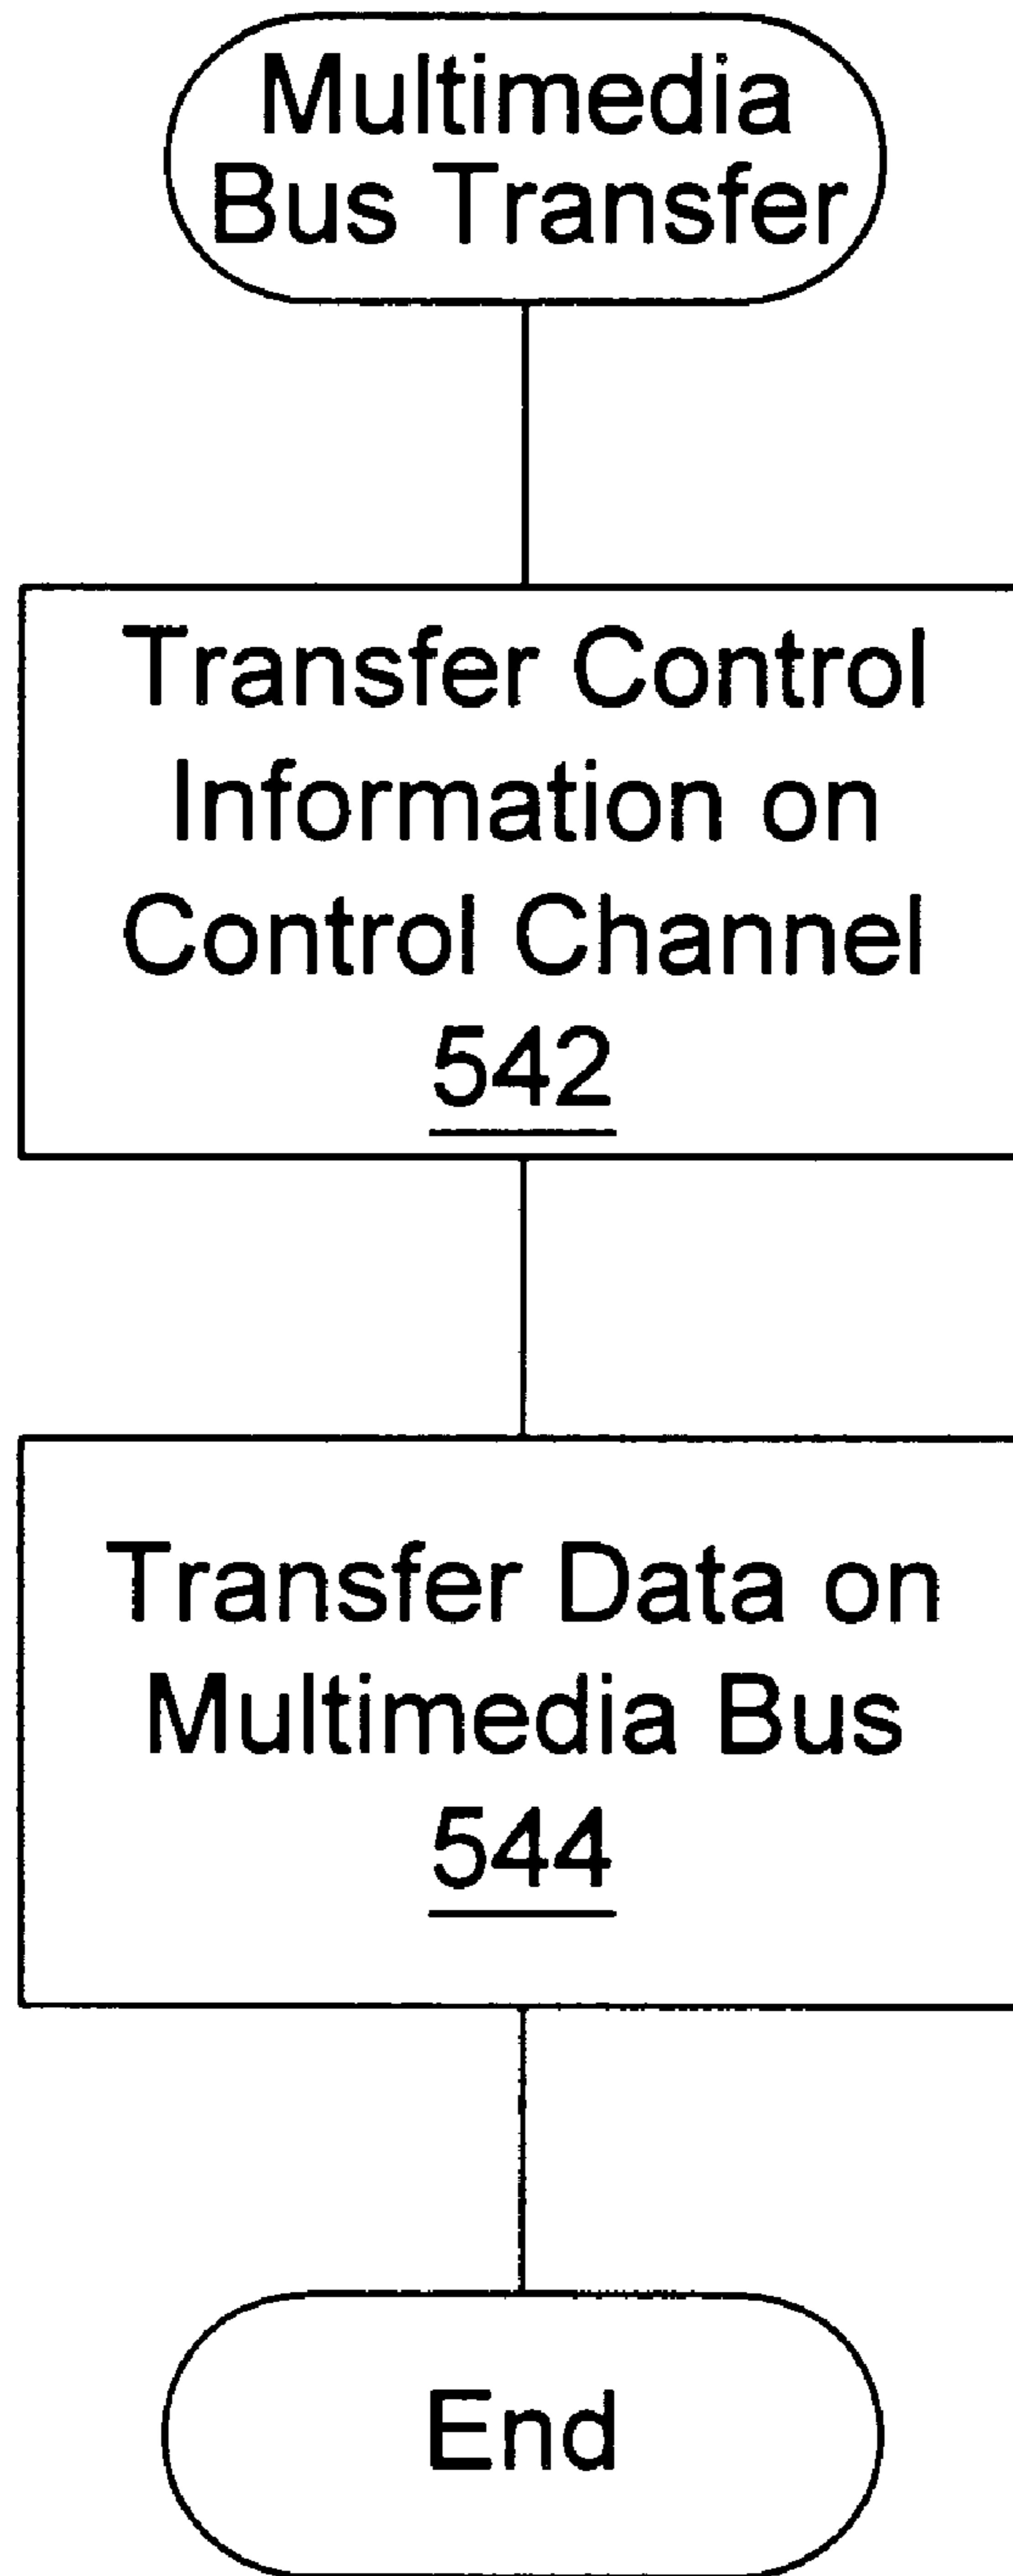 Multimedia
Bus Transfer
Transfer Control
Information on
Control Channel
542
Transfer Data on
Multimedia Bus
544
End